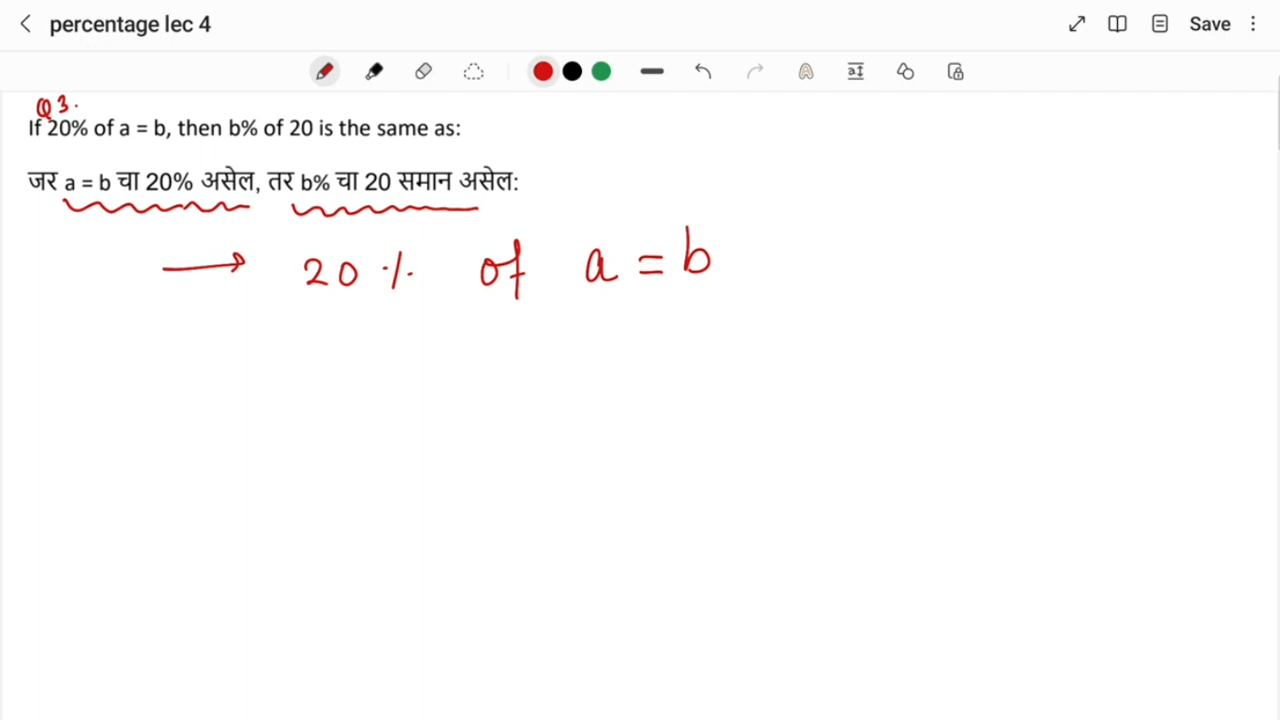 percentage lec 4
Save
Q 3.
If 20% of a = b, then b% of 20 is the same as:
जर a = b चा 20% असेल, तर b% चा 20 समान असेल:
→ 20 % of a = b